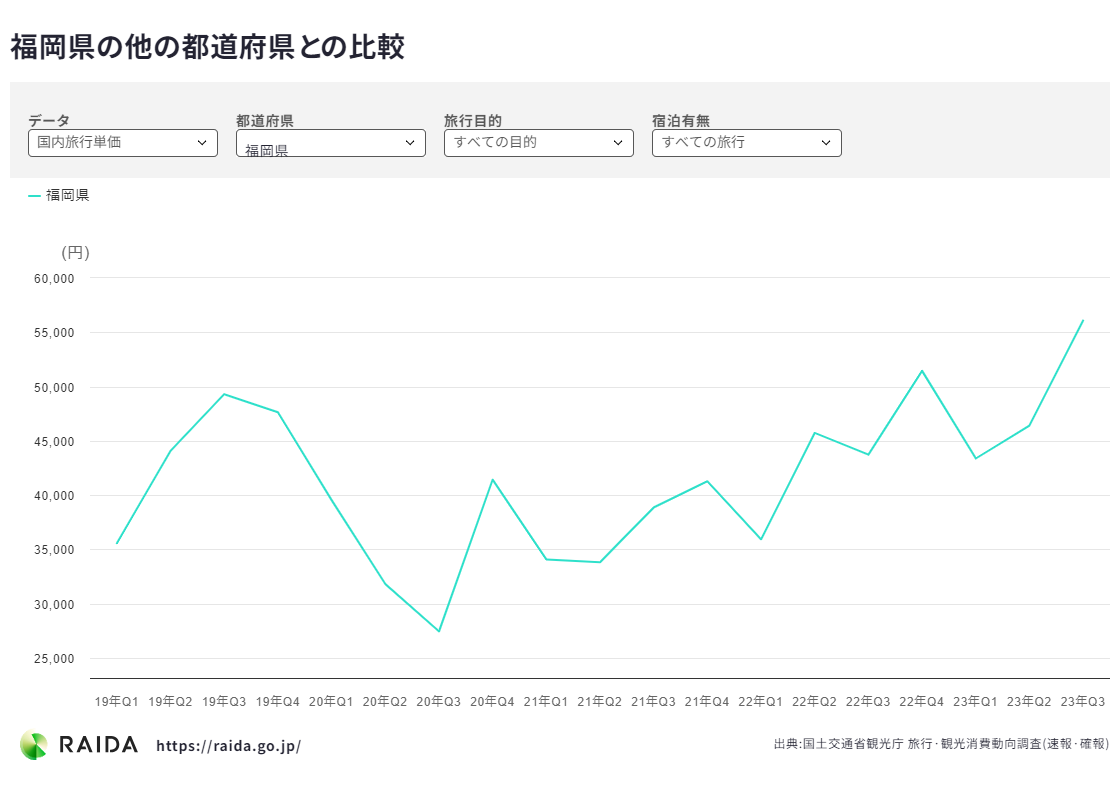 福岡県の他の都道府県との比較
データ 都道府県 旅行目的 宿泊有無
国内旅行単価 福岡県 すべての目的 すべての旅行
福岡県
(円)
60,000
55,000
50,000
45,000
40,000
35,000
30,000
25,000
19年Q1 19年Q2 19年Q3 19年Q4 20年Q1 20年Q2 20年Q3 20年Q4 21年Q1 21年Q2 21年Q3 21年Q4 22年Q1 22年Q2 22年Q3 22年Q4 23年Q1 23年Q2 23年Q3
RAIDA https://raida.go.jp/ 出典:国土交通省観光庁 旅行·観光消費動向調査(速報·確報)